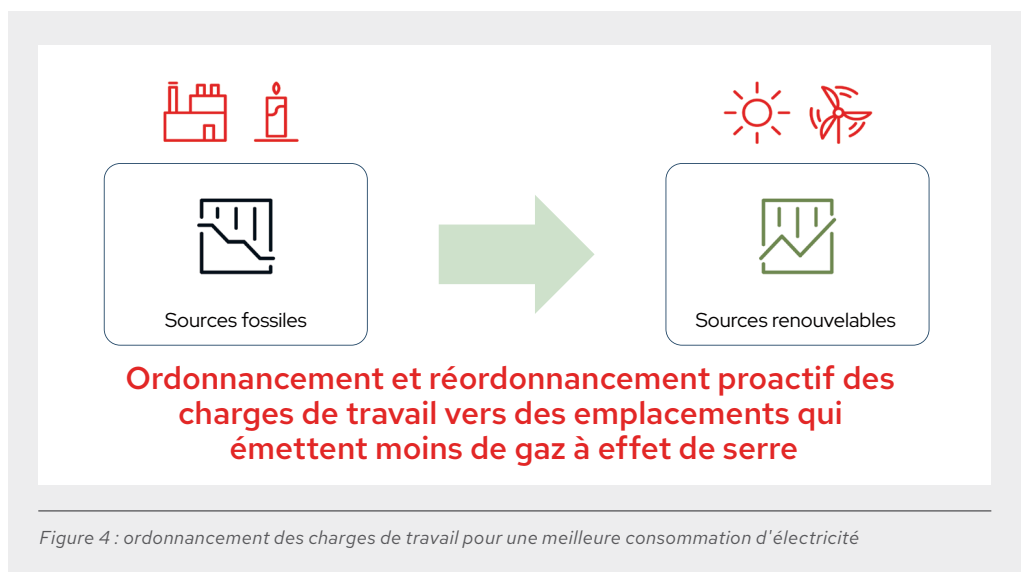 Sources fossiles
Sources renouvelables
Ordonnancement et réordonnancement proactif des
charges de travail vers des emplacements qui
émettent moins de gaz à effet de serre
Figure 4 : ordonnancement des charges de travail pour une meilleure consommation d'électricité